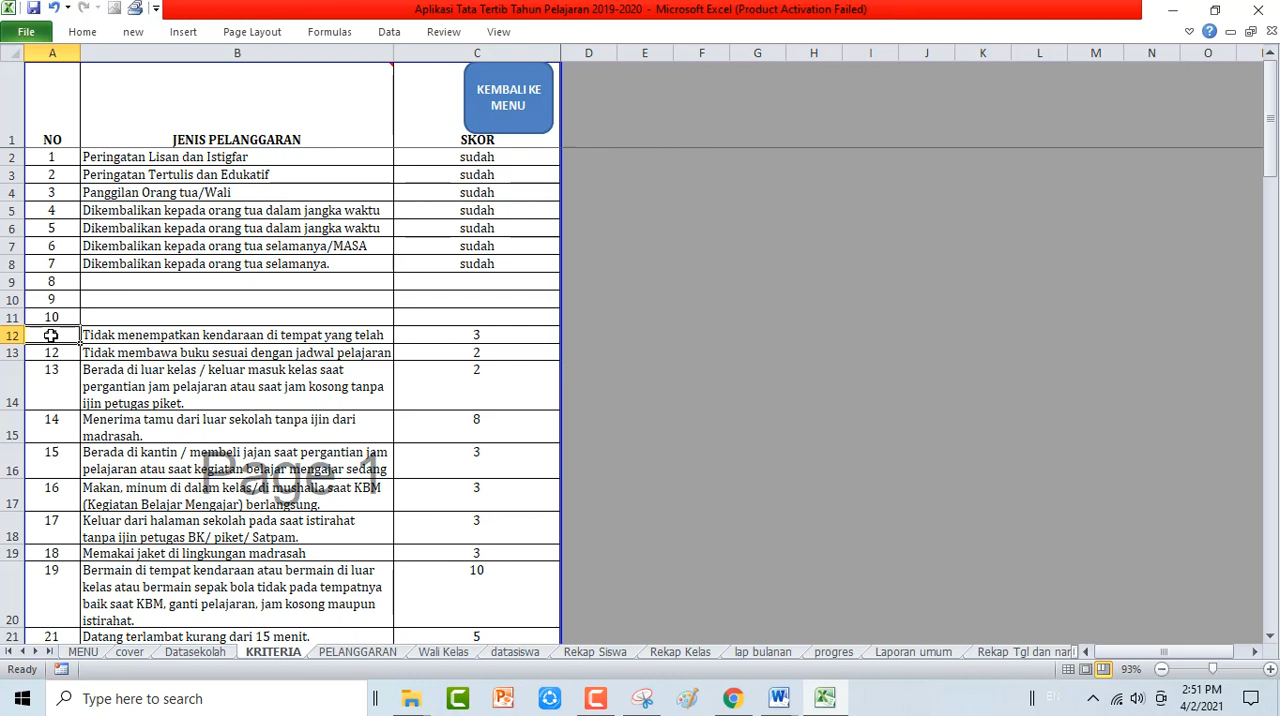 Aplikasi Tata Tertib Tahun Pelajaran 2019-2020 - Microsoft Excel (Product Activation Failed)
File Home new Insert Page Layout Formulas Data Review View
A B C D E F G H I J K L M N O
KEMBALI KE
MENU
1 NO JENIS PELANGGARAN SKOR
2 1 Peringatan Lisan dan Istigfar sudah
3 2 Peringatan Tertulis dan Edukatif sudah
4 3 Panggilan Orang tua/Wali sudah
5 4 Dikembalikan kepada orang tua dalam jangka waktu sudah
6 5 Dikembalikan kepada orang tua dalam jangka waktu sudah
7 6 Dikembalikan kepada orang tua selamanya/MASA sudah
8 7 Dikembalikan kepada orang tua selamanya. sudah
9 8
10 9
11 10
12 Tidak menempatkan kendaraan di tempat yang telah 3
13 12 Tidak membawa buku sesuai dengan jadwal pelajaran 2
13 Berada di luar kelas / keluar masuk kelas saat 2
pergantian jam pelajaran atau saat jam kosong tanpa
14 ijin petugas piket.
14 Menerima tamu dari luar sekolah tanpa ijin dari 8
15 madrasah.
15 Berada di kantin / membeli jajan saat pergantian jam 3
16 pelajaran atau saat kegiatan belajar mengajar sedang
Page 1
16 Makan, minum di dalam kelas/di mushalla saat KBM 3
17 (Kegiatan Belajar Mengajar) berlangsung.
17 Keluar dari halaman sekolah pada saat istirahat 3
18 tanpa ijin petugas BK/ piket/ Satpam.
19 18 Memakai jaket di lingkungan madrasah 3
19 Bermain di tempat kendaraan atau bermain di luar 10
kelas atau bermain sepak bola tidak pada tempatnya
baik saat KBM, ganti pelajaran, jam kosong maupun
20 istirahat.
21 21 Datang terlambat kurang dari 15 menit. 5
MENU cover Datasekolah KRITERIA PELANGGARAN Wali Kelas datasiswa Rekap Siswa Rekap Kelas lap bulanan progres Laporan umum Rekap Tgl dan nam
Ready 93%
Type here to search
2:51 PM
4/2/2021